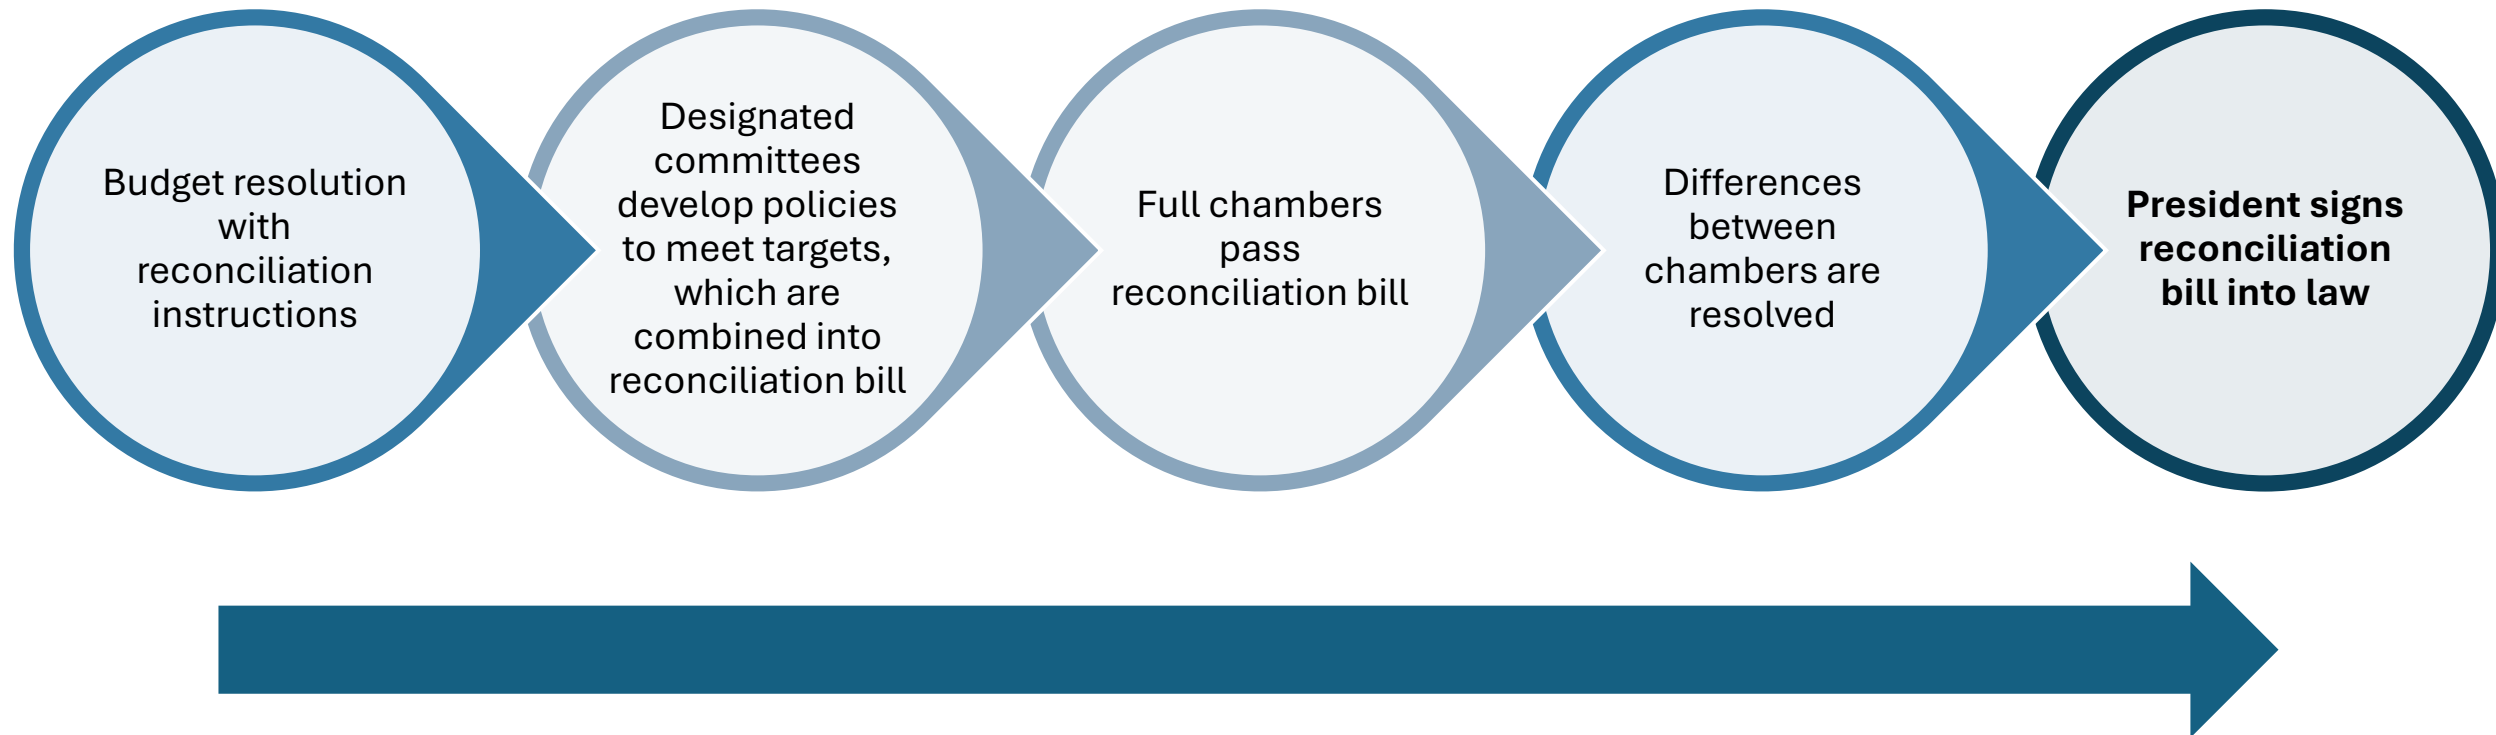 Budget resolution
with
reconciliation
instructions
Designated
committees
develop policies
to meet targets,
which are
combined into
reconciliation bill
Full chambers
pass
reconciliation bill
Differences
between
chambers are
resolved
President signs
reconciliation
bill into law